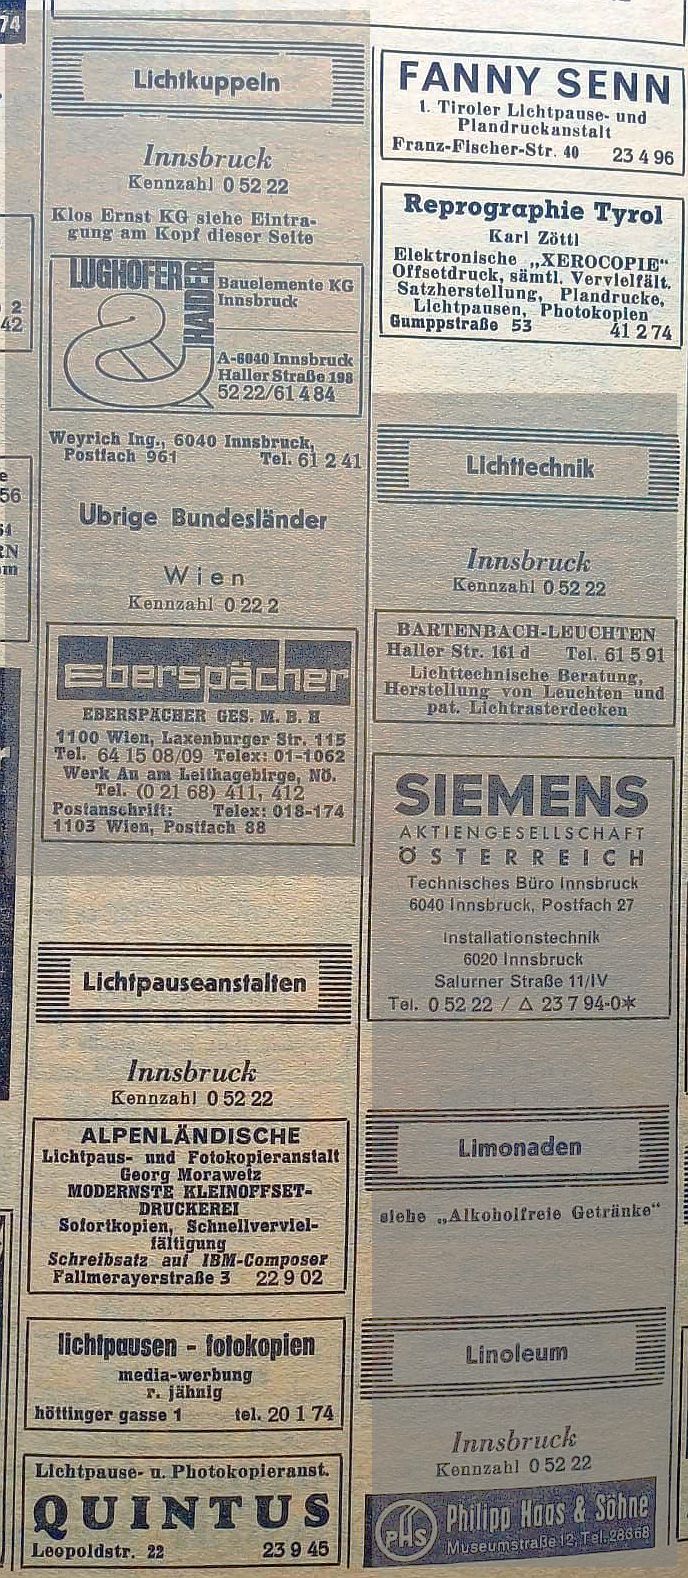 74
Lichtkuppeln
Innsbruck
Kennzahl 0 52 22
Klos Ernst KG siehe Eintra-
gung am Kopf dieser Seite
LUGHOFER
HAIDER
Bauelemente KG
Innsbruck
A-6040 Innsbruck
Haller Straße 198
52 22/61 4 84
Weyrich Ing., 6040 Innsbruck,
Postfach 961 Tel. 61 2 41
Übrige Bundesländer
Wien
Kennzahl 0 22 2
Eberspächer
EBERSPÄCHER GES. M. B. H
1100 Wien, Laxenburger Str. 115
Tel. 64 15 08/09 Telex: 01-1062
Werk Au am Leithagebirge, NÖ.
Tel. (0 21 68) 411, 412
Postanschrift: Telex: 018-174
1103 Wien, Postfach 88
Lichtpauseanstalten
Innsbruck
Kennzahl 0 52 22
ALPENLÄNDISCHE
Lichtpaus- und Fotokopieranstalt
Georg Morawetz
MODERNSTE KLEINOFFSET-
DRUCKEREI
Sofortkopien, Schnellverviel-
fältigung
Schreibsatz auf IBM-Composer
Fallmerayerstraße 3 22 9 02
lichtpausen - fotokopien
media-werbung
r. jähnig
höttinger gasse 1 tel. 20 1 74
Lichtpause- u. Photokopieranst.
QUINTUS
Leopoldstr. 22 23 9 45
FANNY SENN
1. Tiroler Lichtpause- und
Plandruckanstalt
Franz-Fischer-Str. 40 23 4 96
Reprographie Tyrol
Karl Zöttl
Elektronische „XEROCOPIE“
Offsetdruck, sämtl. Vervielfält.
Satzherstellung, Plandrucke,
Lichtpausen, Photokopien
Gumppstraße 53 41 2 74
Lichttechnik
Innsbruck
Kennzahl 0 52 22
BARTENBACH-LEUCHTEN
Haller Str. 161 d Tel. 61 5 91
Lichttechnische Beratung,
Herstellung von Leuchten und
pat. Lichtrasterdecken
SIEMENS
AKTIENGESELLSCHAFT
ÖSTERREICH
Technisches Büro Innsbruck
6040 Innsbruck, Postfach 27
Installationstechnik
6020 Innsbruck
Salurner Straße 11/IV
Tel. 0 52 22 / △ 23 7 94-0*
Limonaden
siehe „Alkoholfreie Getränke“
Linoleum
Innsbruck
Kennzahl 0 52 22
PHS
Philipp Haas & Söhne
Museumstraße 12, Tel. 28668